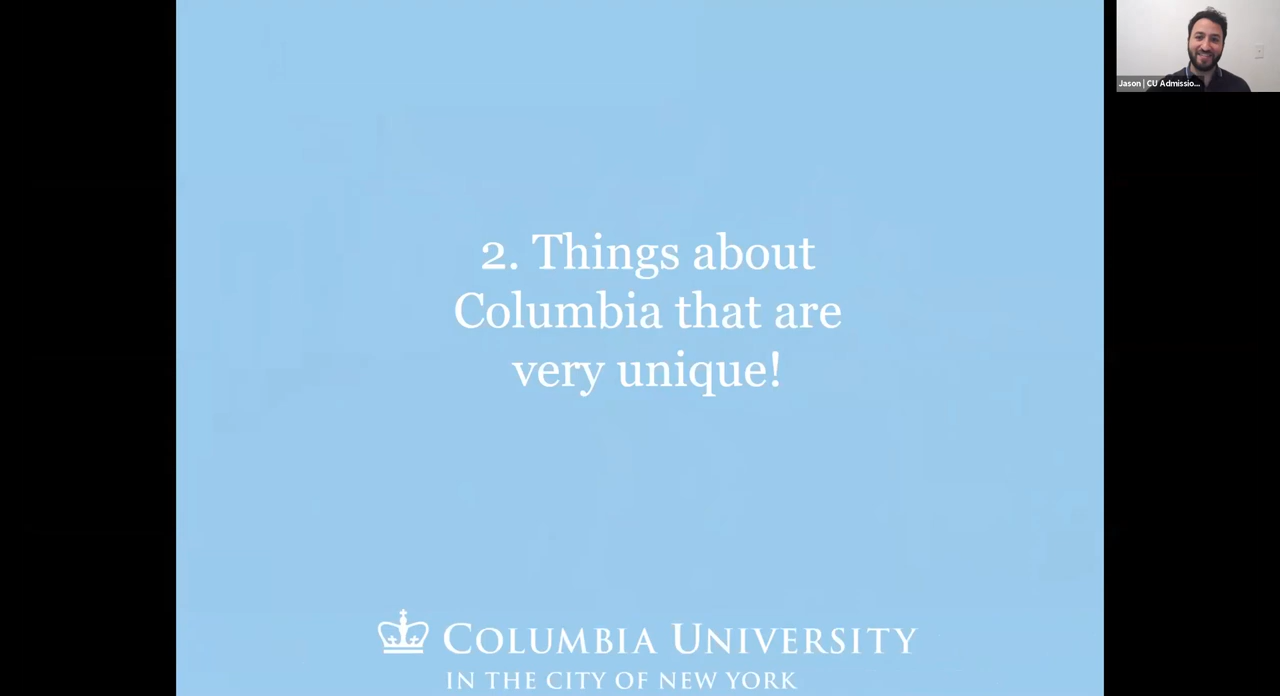 2. Things about
Columbia that are
very unique!
COLUMBIA UNIVERSITY
IN THE CITY OF NEW YORK
Jason | CU Admissio...